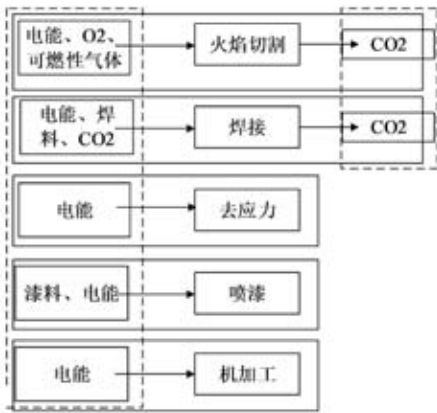 电能、O2、
可燃性气体
火焰切割
CO2
电能、焊
料、CO2
焊接
CO2
电能
去应力
漆料、电能
喷漆
电能
机加工